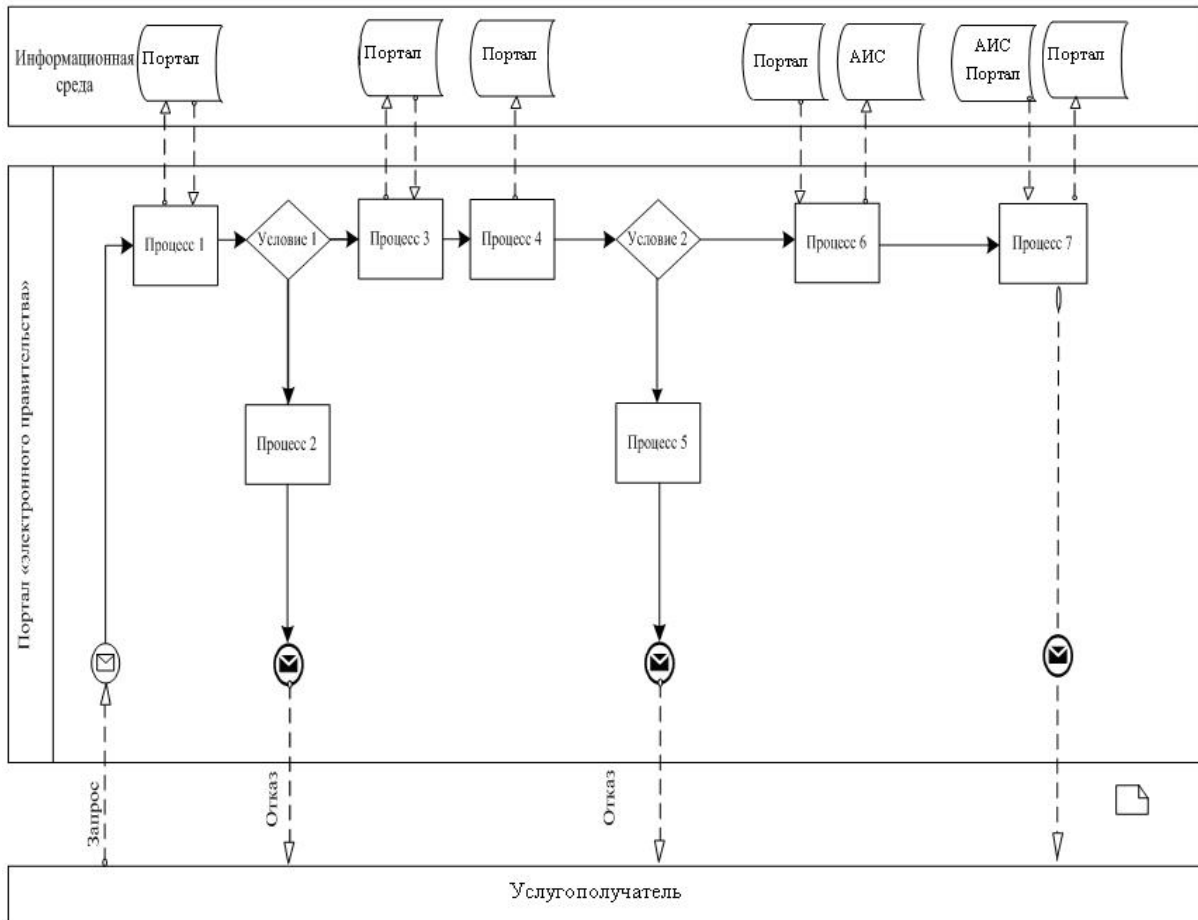 Информационная
среда
Портал
Портал
Портал
Портал
АИС
АИС
Портал
Портал
Портал «электронного правительства»
Процесс 1
Условие 1
Процесс 3
Процесс 4
Условие 2
Процесс 6
Процесс 7
Процесс 2
Процесс 5
Запрос
Отказ
Отказ
Услугополучатель